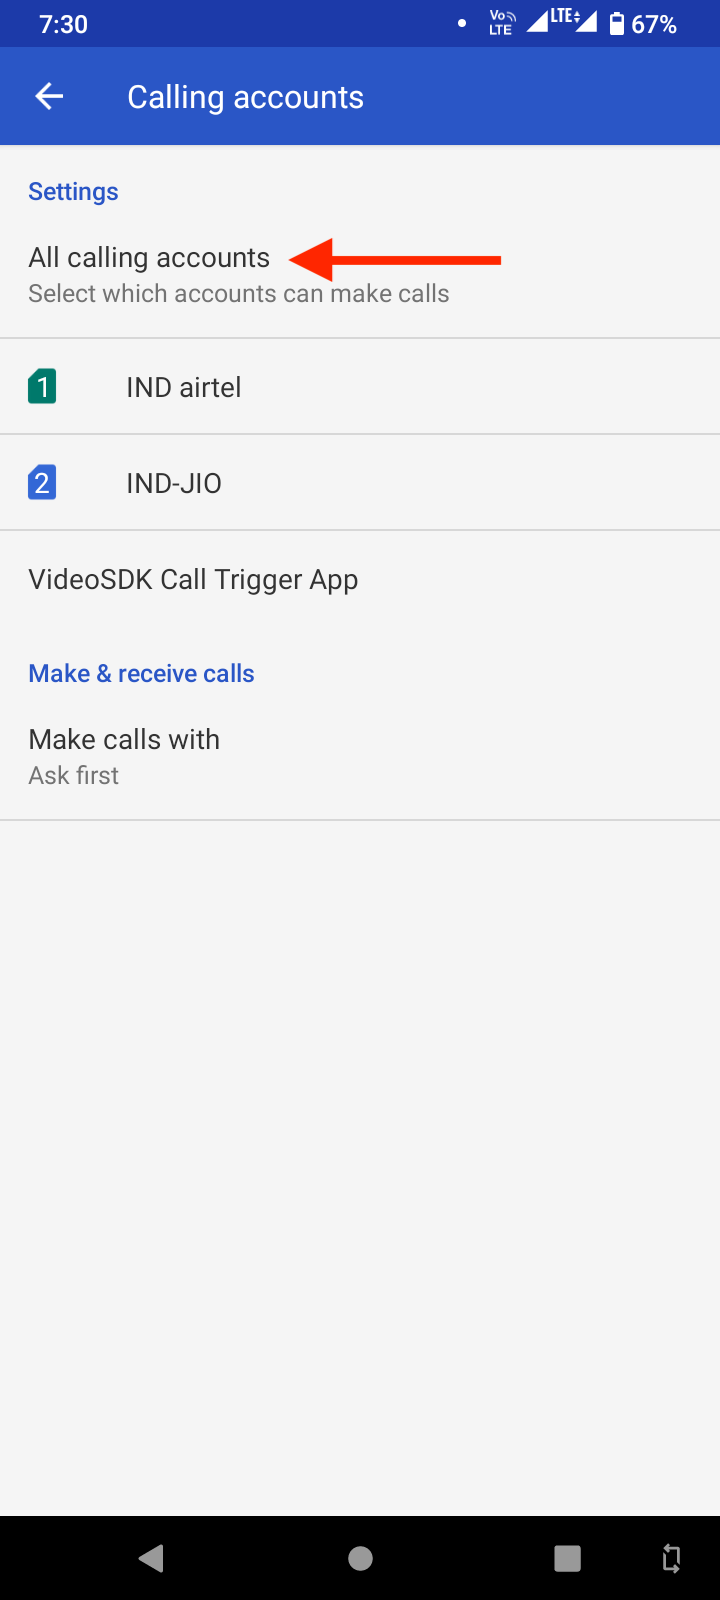 7:30
Vo LTE
LTE
67%
Calling accounts
Settings
All calling accounts
Select which accounts can make calls
1 IND airtel
2 IND-JIO
VideoSDK Call Trigger App
Make & receive calls
Make calls with
Ask first